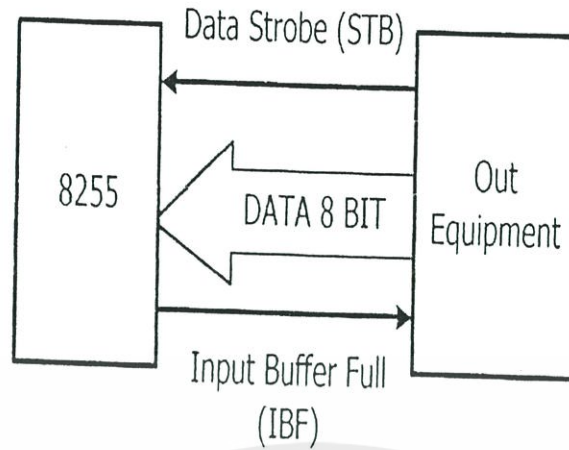 Data Strobe (STB)
8255
DATA 8 BIT
Out
Equipment
Input Buffer Full
(IBF)